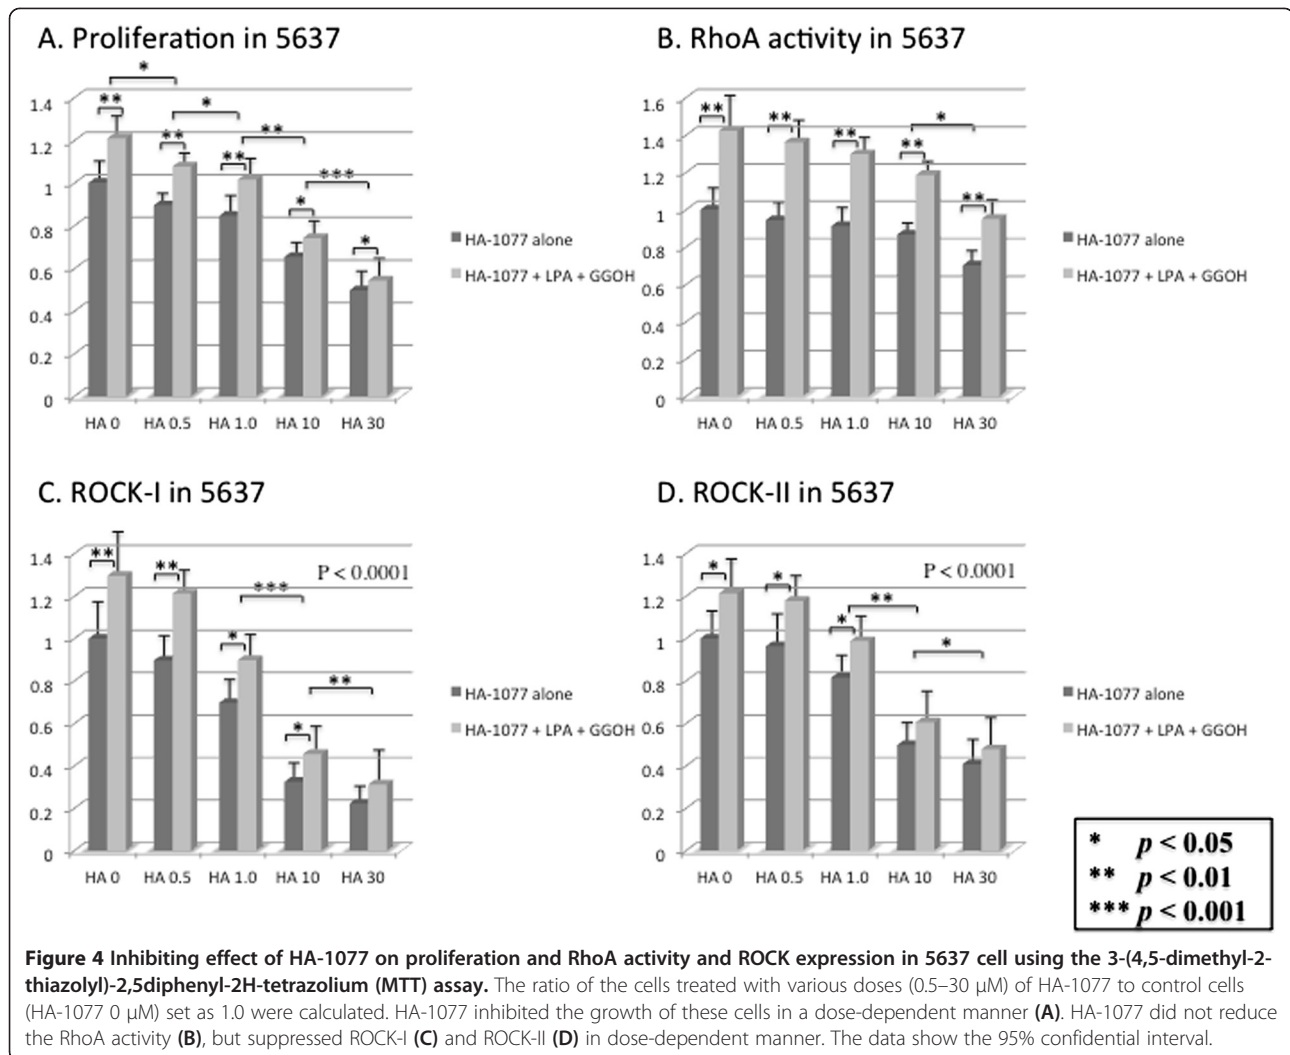 A. Proliferation in 5637
1.4
1.2
1
0.8
0.6
0.4
0.2
0
*
**
*
**
**
**
***
*
*
HA 0 HA 0.5 HA 1.0 HA 10 HA 30
HA-1077 alone
HA-1077 + LPA + GGOH
B. RhoA activity in 5637
1.6
1.4
1.2
1
0.8
0.6
0.4
0.2
0
**
**
**
*
**
**
HA 0 HA 0.5 HA 1.0 HA 10 HA 30
HA-1077 alone
HA-1077 + LPA + GGOH
C. ROCK-I in 5637
1.4
1.2
1
0.8
0.6
0.4
0.2
0
**
**
P < 0.0001
***
*
**
*
HA 0 HA 0.5 HA 1.0 HA 10 HA 30
HA-1077 alone
HA-1077 + LPA + GGOH
D. ROCK-II in 5637
1.4
1.2
1
0.8
0.6
0.4
0.2
0
*
*
P < 0.0001
**
*
*
HA 0 HA 0.5 HA 1.0 HA 10 HA 30
HA-1077 alone
HA-1077 + LPA + GGOH
* p < 0.05
** p < 0.01
*** p < 0.001
Figure 4 Inhibiting effect of HA-1077 on proliferation and RhoA activity and ROCK expression in 5637 cell using the 3-(4,5-dimethyl-2-
thiazolyl)-2,5diphenyl-2H-tetrazolium (MTT) assay. The ratio of the cells treated with various doses (0.5–30 μM) of HA-1077 to control cells
(HA-1077 0 μM) set as 1.0 were calculated. HA-1077 inhibited the growth of these cells in a dose-dependent manner (A). HA-1077 did not reduce
the RhoA activity (B), but suppressed ROCK-I (C) and ROCK-II (D) in dose-dependent manner. The data show the 95% confidential interval.